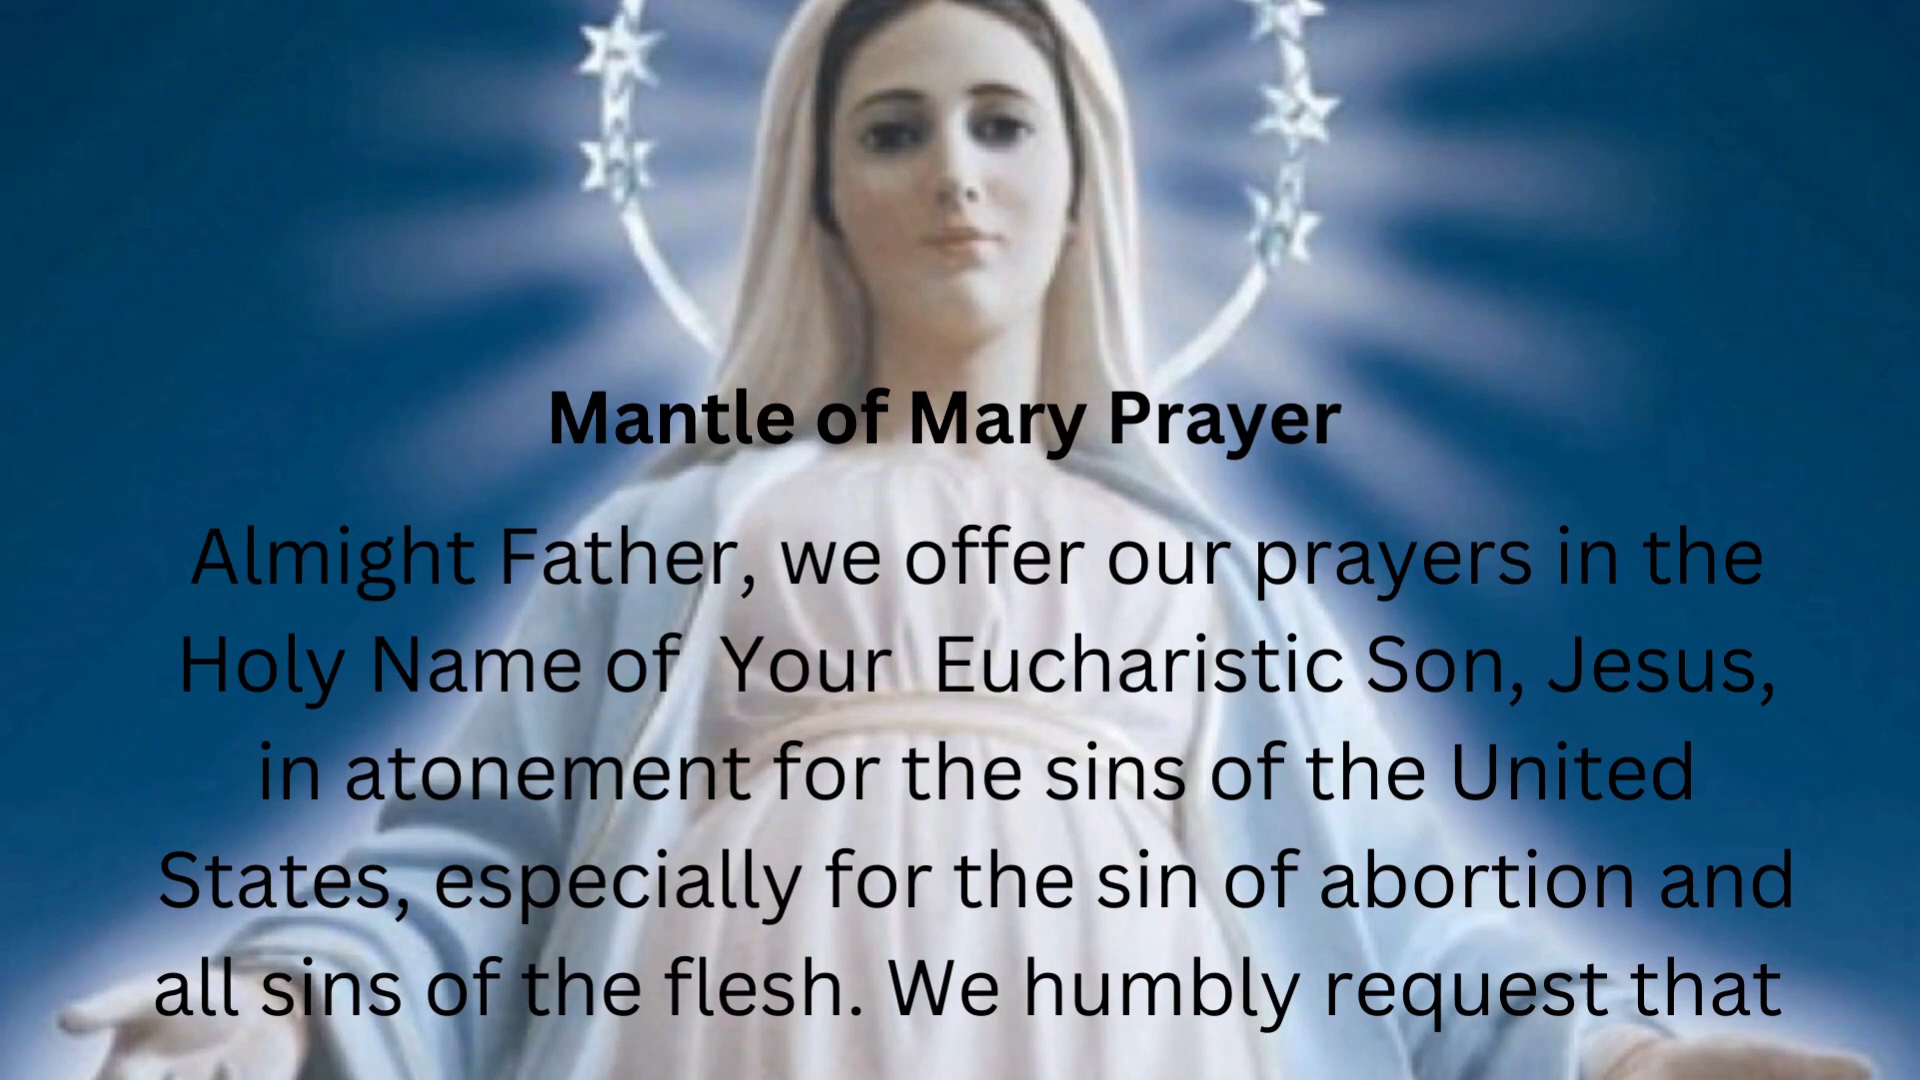 Mantle of Mary Prayer
Almight Father, we offer our prayers in the
Holy Name of Your Eucharistic Son, Jesus,
in atonement for the sins of the United
States, especially for the sin of abortion and
all sins of the flesh. We humbly request that